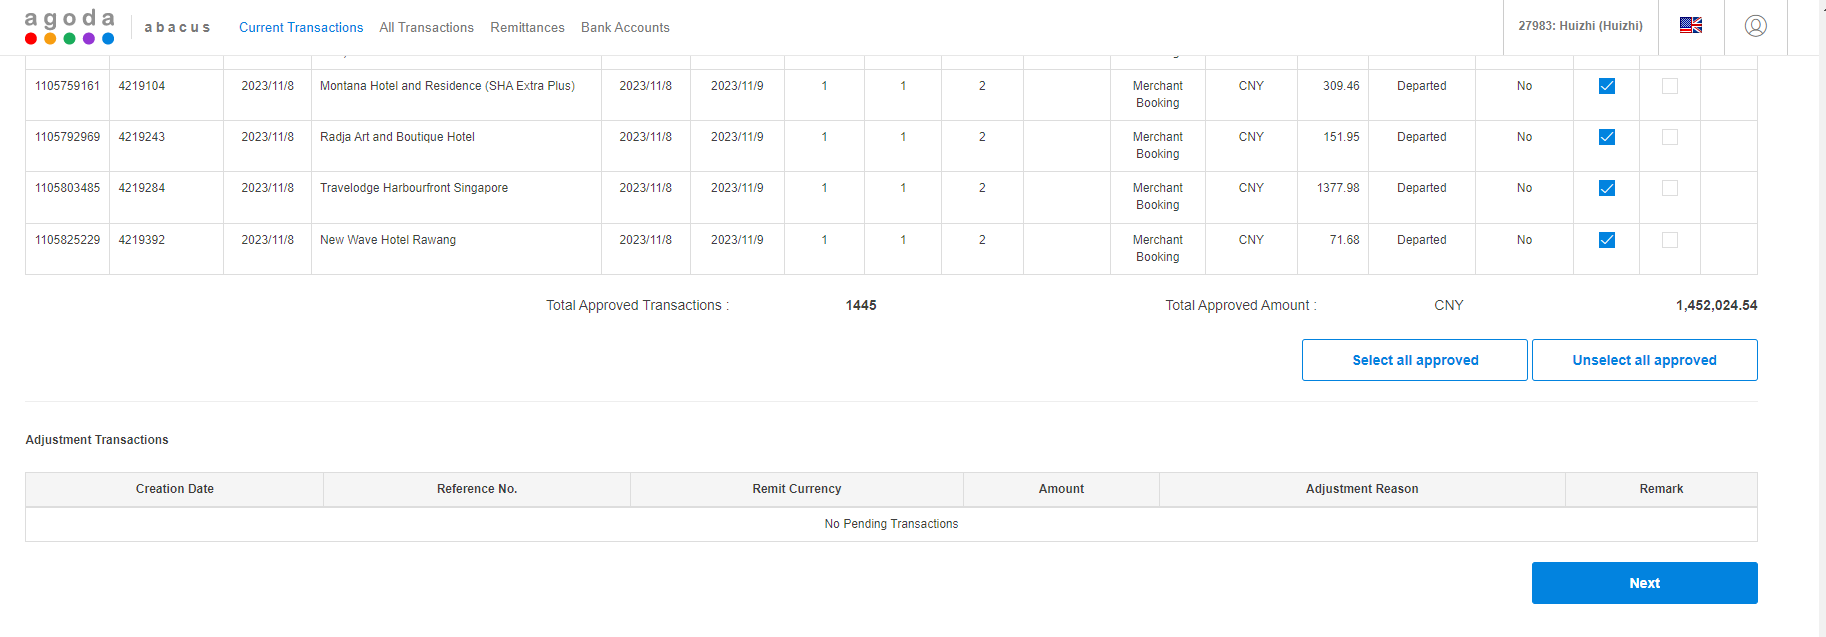 agoda abacus Current Transactions All Transactions Remittances Bank Accounts 27983: Huizhi (Huizhi)
1105759161 4219104 2023/11/8 Montana Hotel and Residence (SHA Extra Plus) 2023/11/8 2023/11/9 1 1 2 Merchant Booking CNY 309.46 Departed No
1105792969 4219243 2023/11/8 Radja Art and Boutique Hotel 2023/11/8 2023/11/9 1 1 2 Merchant Booking CNY 151.95 Departed No
1105803485 4219284 2023/11/8 Travelodge Harbourfront Singapore 2023/11/8 2023/11/9 1 1 2 Merchant Booking CNY 1377.98 Departed No
1105825229 4219392 2023/11/8 New Wave Hotel Rawang 2023/11/8 2023/11/9 1 1 2 Merchant Booking CNY 71.68 Departed No
Total Approved Transactions : 1445 Total Approved Amount : CNY 1,452,024.54
Select all approved Unselect all approved
Adjustment Transactions
Creation Date Reference No. Remit Currency Amount Adjustment Reason Remark
No Pending Transactions
Next